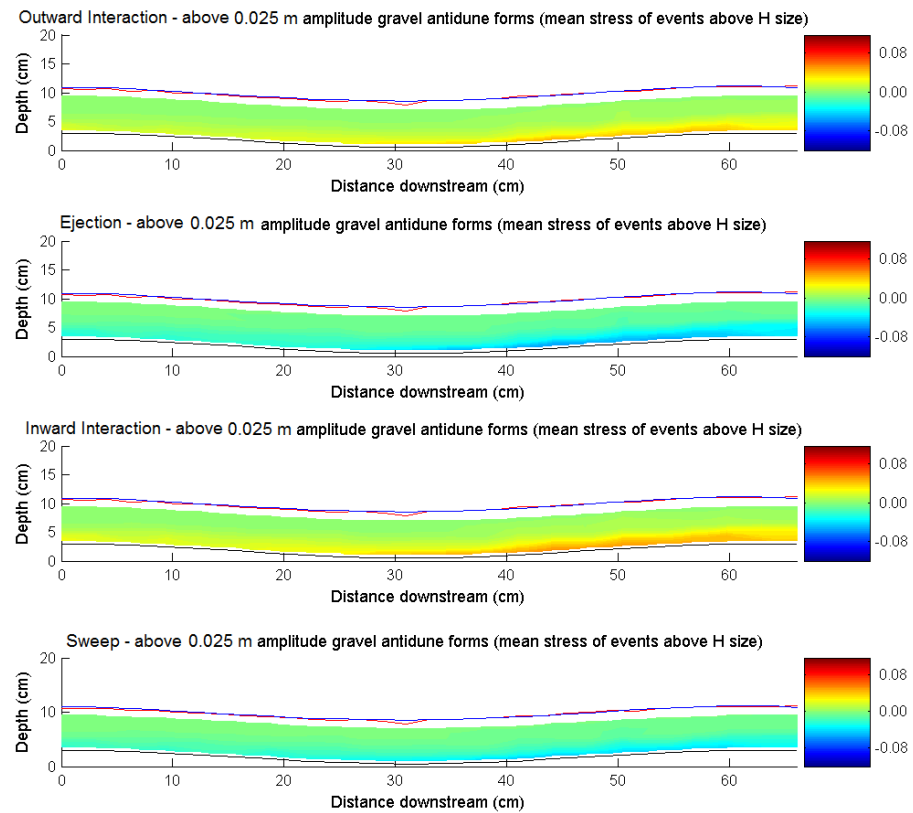 Outward Interaction - above 0.025 m amplitude gravel antidune forms (mean stress of events above H size)
20
15
10
5
0
Depth (cm)
0 10 20 30 40 50 60
Distance downstream (cm)
0.08
0.00
-0.08
Ejection - above 0.025 m amplitude gravel antidune forms (mean stress of events above H size)
20
15
10
5
0
Depth (cm)
0 10 20 30 40 50 60
Distance downstream (cm)
0.08
0.00
-0.08
Inward Interaction - above 0.025 m amplitude gravel antidune forms (mean stress of events above H size)
20
15
10
5
0
Depth (cm)
0 10 20 30 40 50 60
Distance downstream (cm)
0.08
0.00
-0.08
Sweep - above 0.025 m amplitude gravel antidune forms (mean stress of events above H size)
20
15
10
5
0
Depth (cm)
0 10 20 30 40 50 60
Distance downstream (cm)
0.08
0.00
-0.08